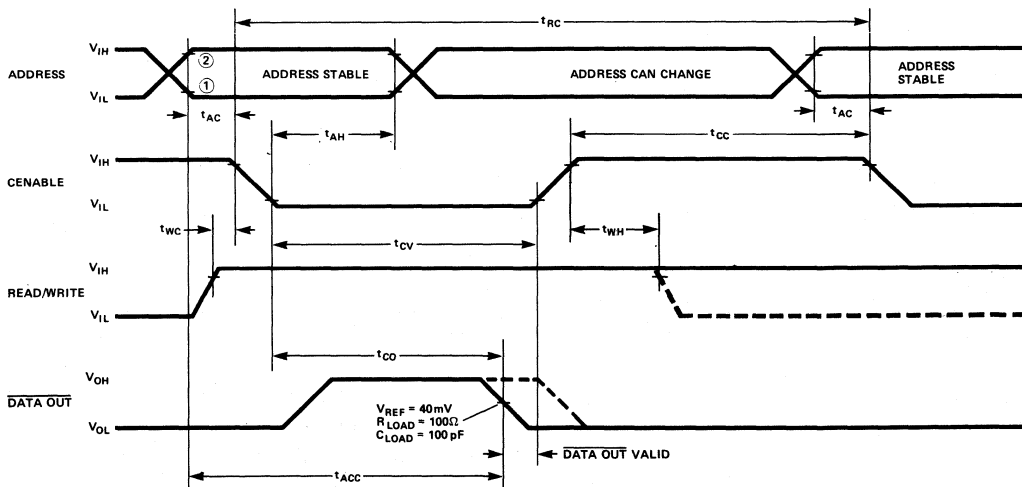 tRC
ADDRESS
VIH
VIL
②
①
ADDRESS STABLE
ADDRESS CAN CHANGE
ADDRESS
STABLE
tAC
tAH
tCC
tAC
CENABLE
VIH
VIL
tWC
tCV
tWH
READ/WRITE
VIH
VIL
tCO
DATA OUT
VOH
VOL
VREF = 40mV
RLOAD = 100Ω
CLOAD = 100 pF
DATA OUT VALID
tACC